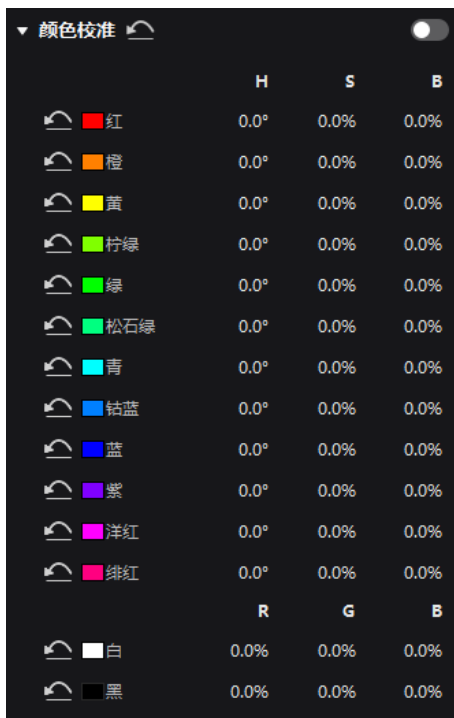 颜色校准
H S B
红 0.0° 0.0% 0.0%
橙 0.0° 0.0% 0.0%
黄 0.0° 0.0% 0.0%
柠绿 0.0° 0.0% 0.0%
绿 0.0° 0.0% 0.0%
松石绿 0.0° 0.0% 0.0%
青 0.0° 0.0% 0.0%
钴蓝 0.0° 0.0% 0.0%
蓝 0.0° 0.0% 0.0%
紫 0.0° 0.0% 0.0%
洋红 0.0° 0.0% 0.0%
绯红 0.0° 0.0% 0.0%
R G B
白 0.0% 0.0% 0.0%
黑 0.0% 0.0% 0.0%